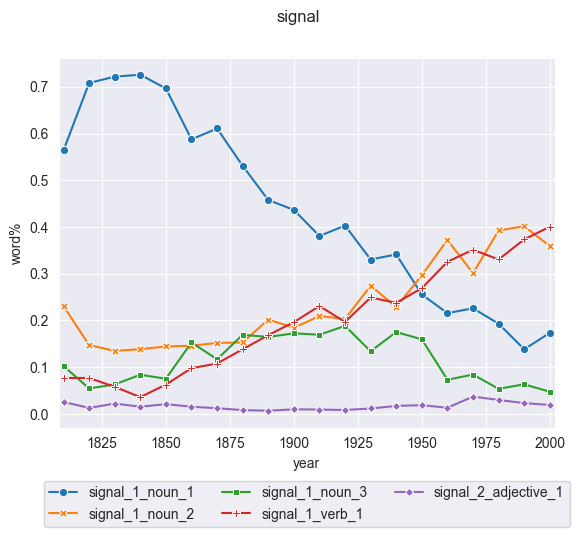 signal
0.7
0.6
0.5
0.4
0.3
0.2
0.1
0.0
word%
1825 1850 1875 1900 1925 1950 1975 2000
year
signal_1_noun_1 signal_1_noun_3 signal_2_adjective_1
signal_1_noun_2 signal_1_verb_1